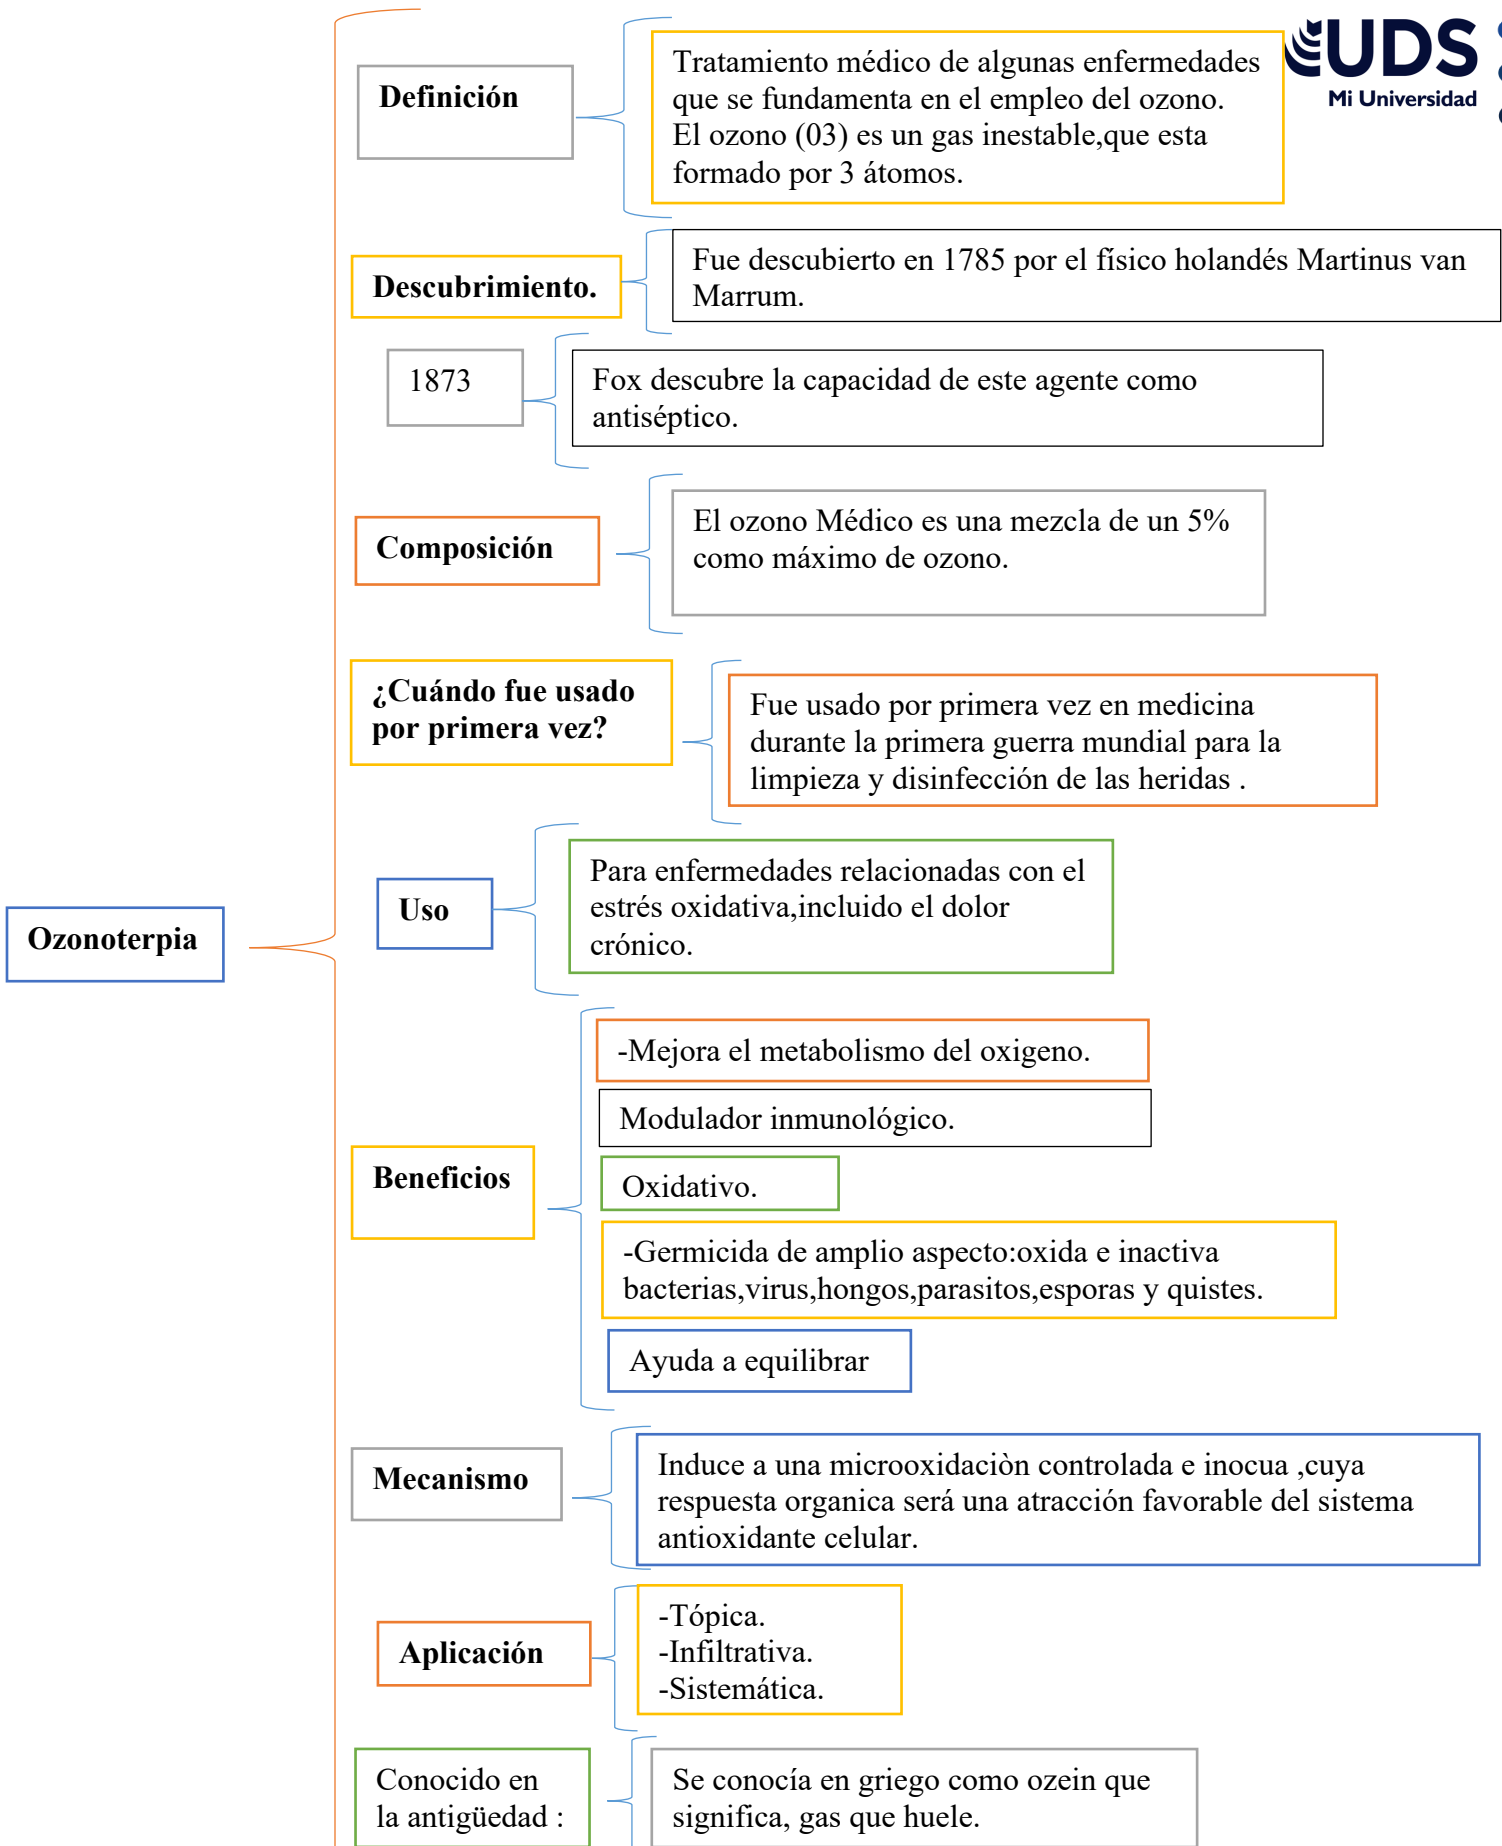 UDS
Mi Universidad
Definición
Tratamiento médico de algunas enfermedades
que se fundamenta en el empleo del ozono.
El ozono (03) es un gas inestable,que esta
formado por 3 átomos.
Descubrimiento.
Fue descubierto en 1785 por el físico holandés Martinus van
Marrum.
1873
Fox descubre la capacidad de este agente como
antiséptico.
Composición
El ozono Médico es una mezcla de un 5%
como máximo de ozono.
¿Cuándo fue usado
por primera vez?
Fue usado por primera vez en medicina
durante la primera guerra mundial para la
limpieza y disinfección de las heridas .
Ozonoterpia
Uso
Para enfermedades relacionadas con el
estrés oxidativa,incluido el dolor
crónico.
Beneficios
-Mejora el metabolismo del oxigeno.
Modulador inmunológico.
Oxidativo.
-Germicida de amplio aspecto:oxida e inactiva
bacterias,virus,hongos,parasitos,esporas y quistes.
Ayuda a equilibrar
Mecanismo
Induce a una microoxidaciòn controlada e inocua ,cuya
respuesta organica será una atracción favorable del sistema
antioxidante celular.
Aplicación
-Tópica.
-Infiltrativa.
-Sistemática.
Conocido en
la antigüedad :
Se conocía en griego como ozein que
significa, gas que huele.